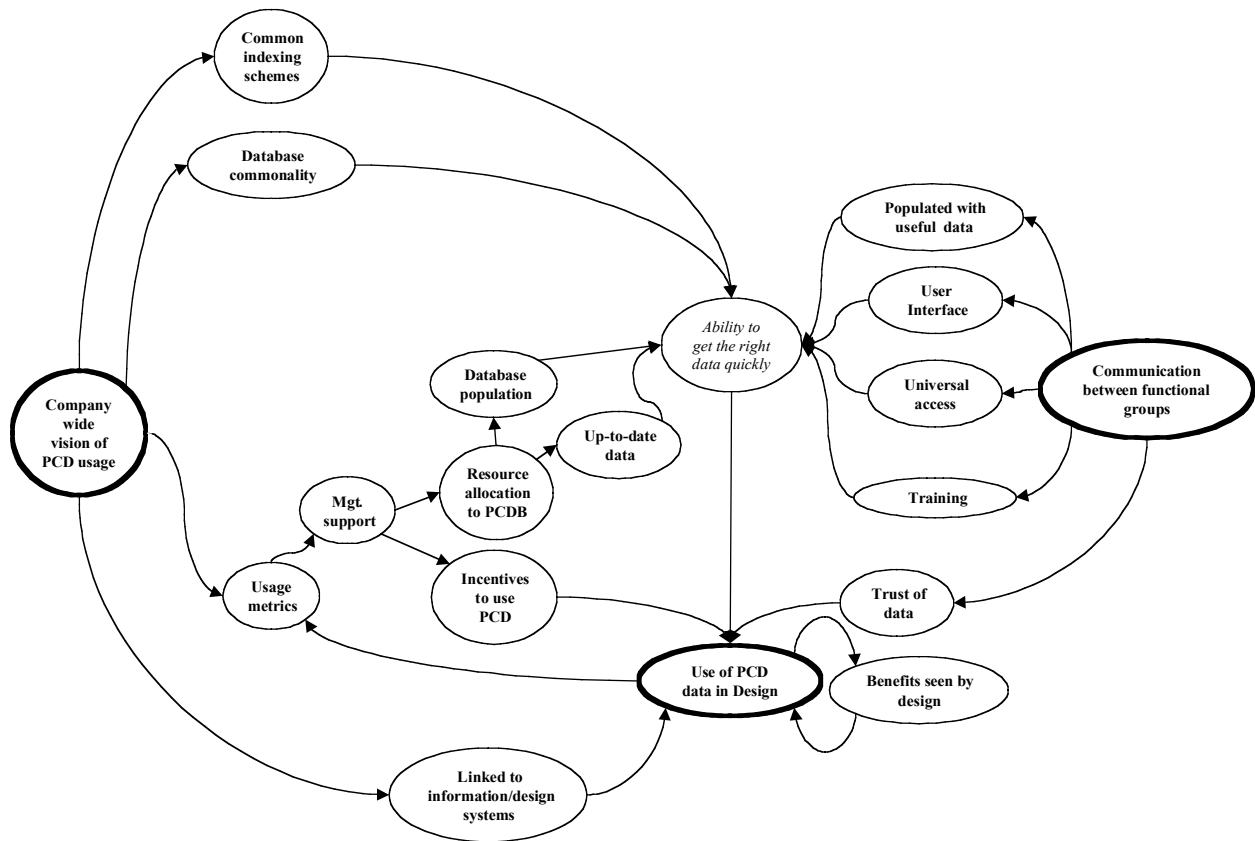 Common
indexing
schemes
Database
commonality
Populated with
useful data
User
Interface
Ability to
get the right
data quickly
Communication
between functional
groups
Universal
access
Database
population
Company
wide
vision of
PCD usage
Up-to-date
data
Resource
allocation
to PCDB
Mgt.
support
Training
Usage
metrics
Incentives
to use
PCD
Trust of
data
Use of PCD
data in Design
Benefits seen by
design
Linked to
information/design
systems